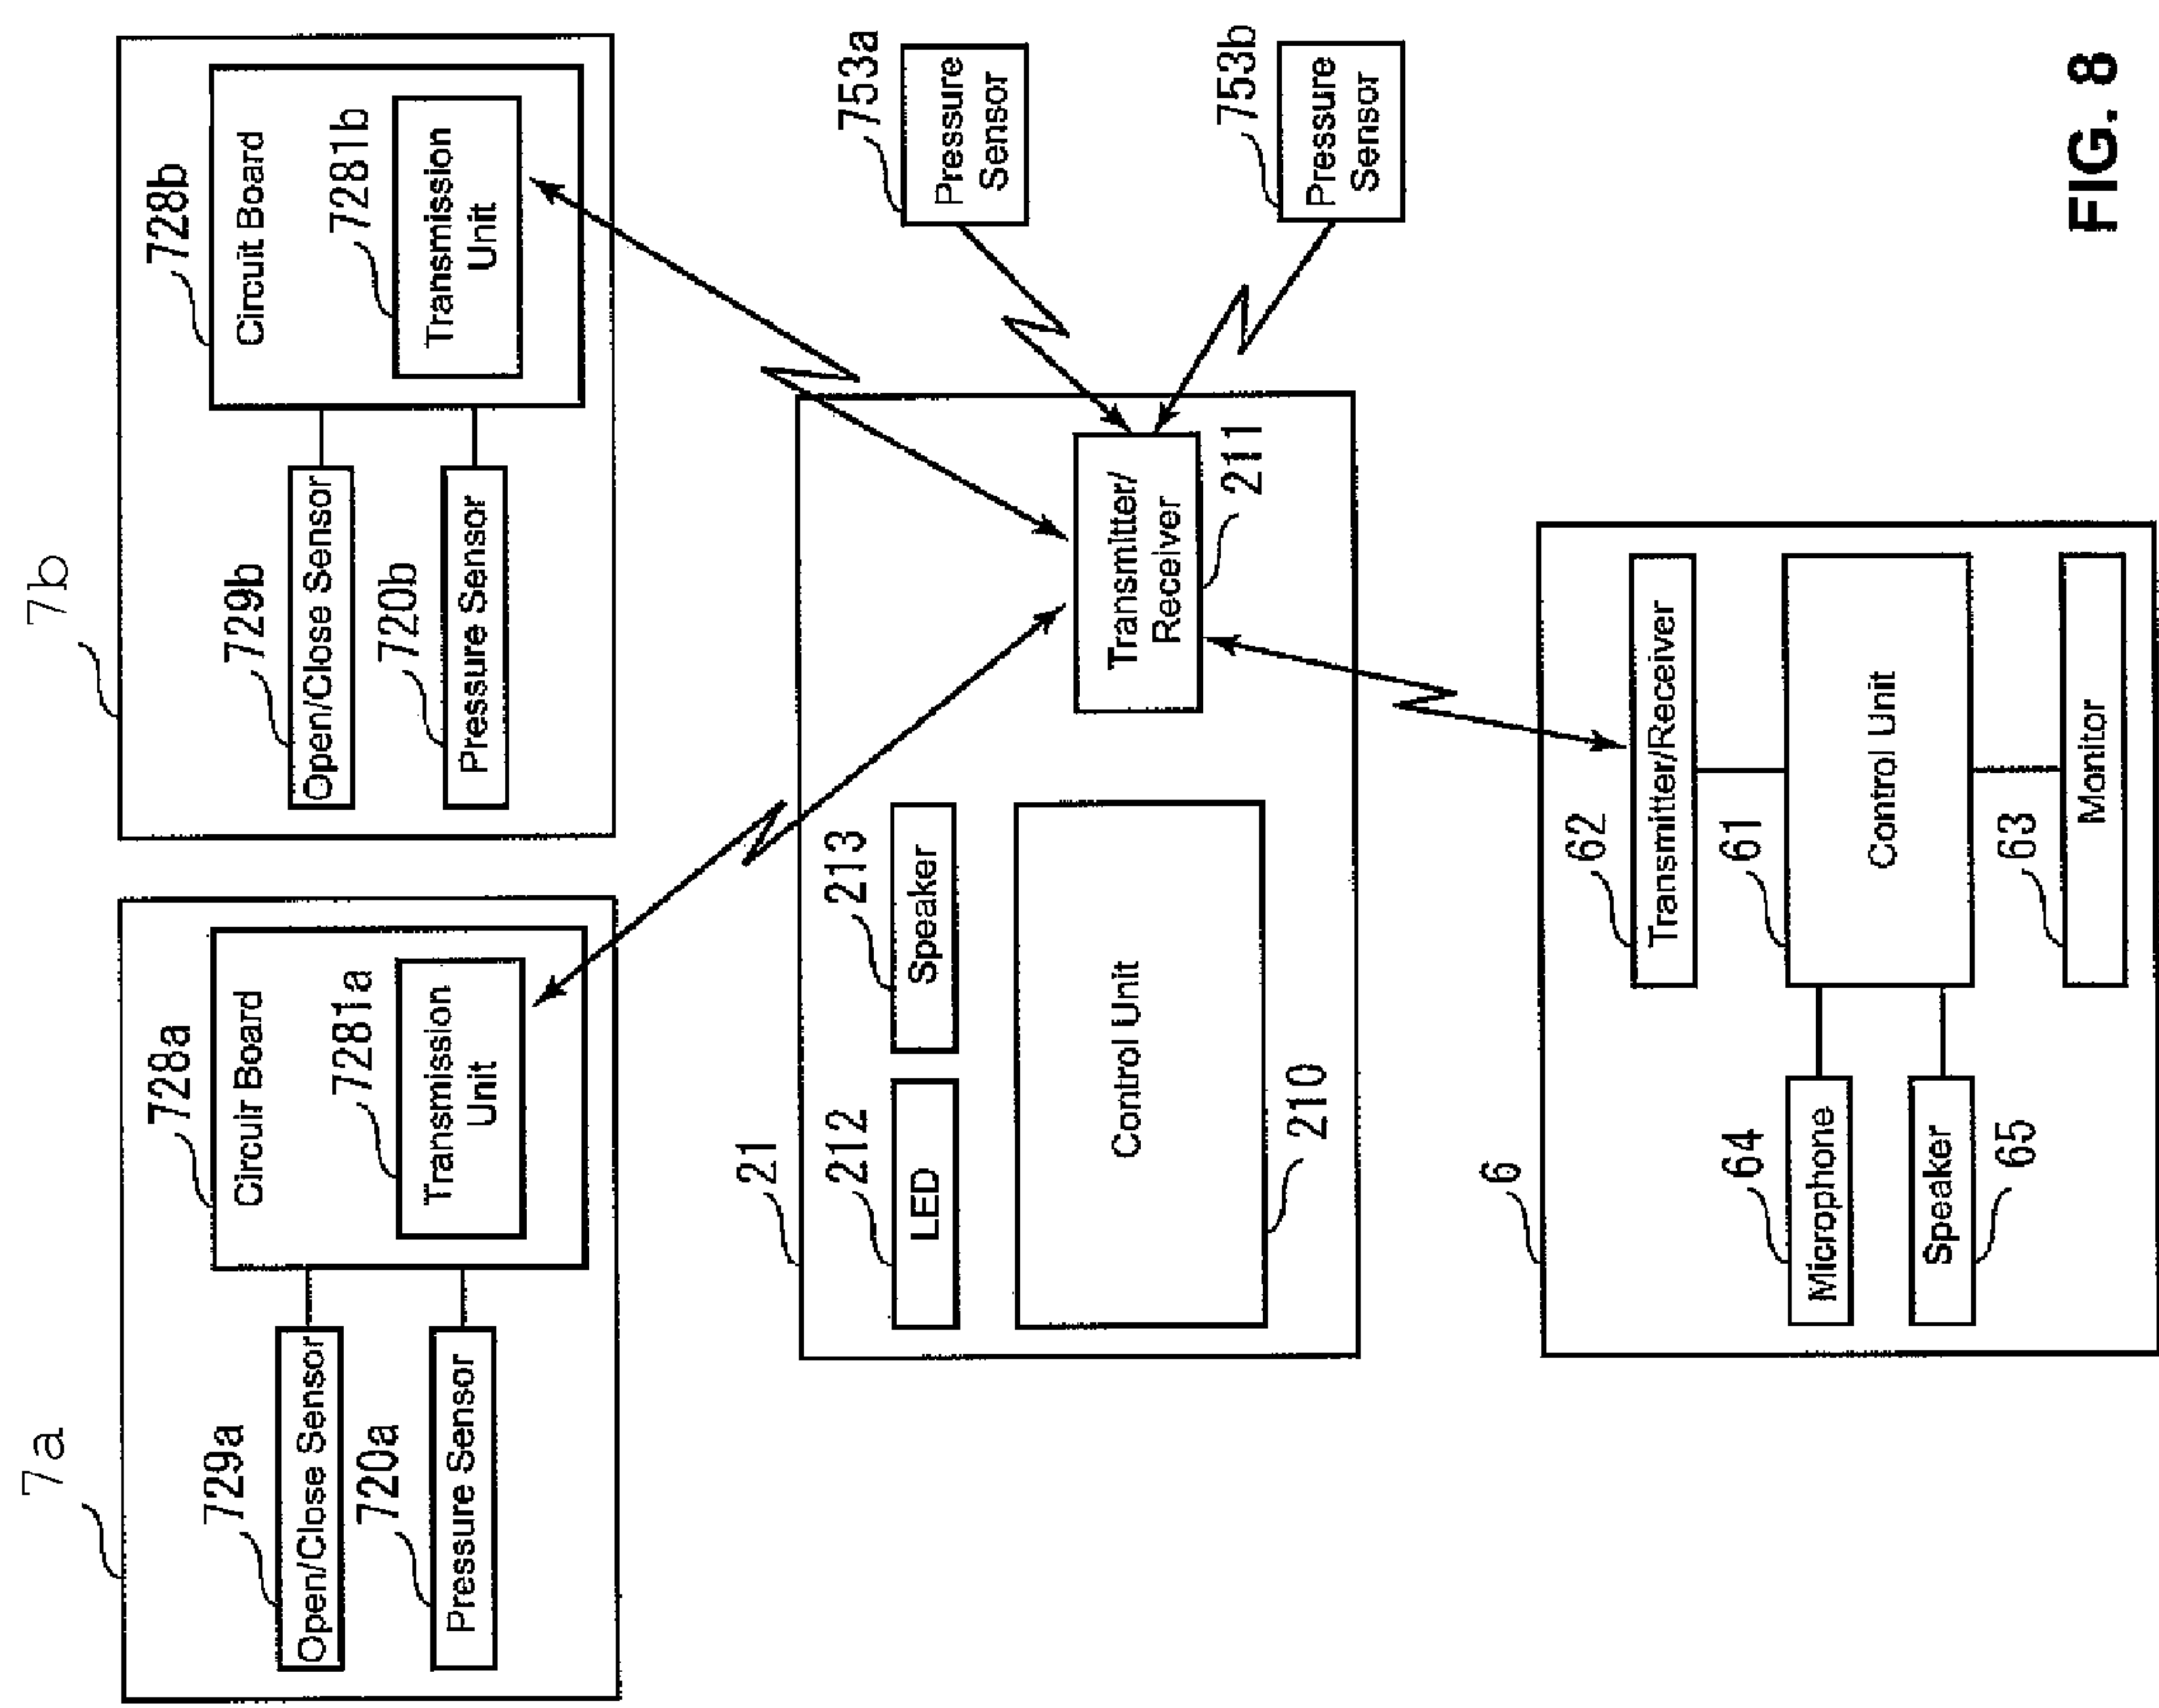 7a
729a
Open/Close Sensor
720a
Pressure Sensor
728a
Circuir Board
7281a
Transmission
Unit
7b
729b
Open/Close Sensor
720b
Pressure Sensor
728b
Circuit Board
7281b
Transmission
Unit
21
212
LED
213
Speaker
Control Unit
210
Transmitter/
Receiver
211
753a
Pressure
Sensor
753b
Pressure
Sensor
6
64
Microphone
Speaker
65
62
Transmitter/Receiver
61
Control Unit
63
Monitor
FIG. 8